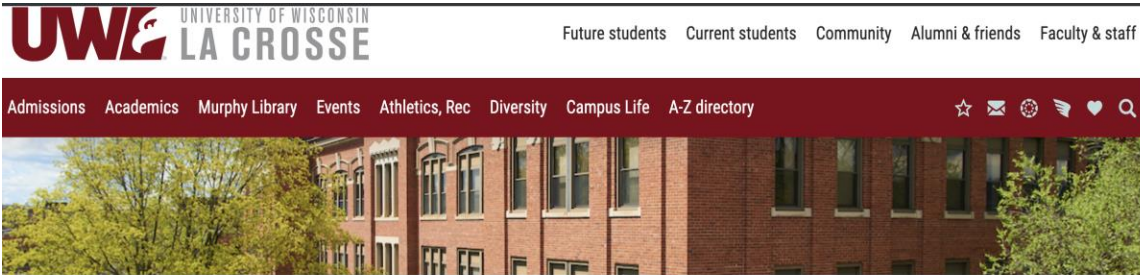 UWL UNIVERSITY OF WISCONSIN
LA CROSSE
Future students Current students Community Alumni & friends Faculty & staff
Admissions Academics Murphy Library Events Athletics, Rec Diversity Campus Life A-Z directory